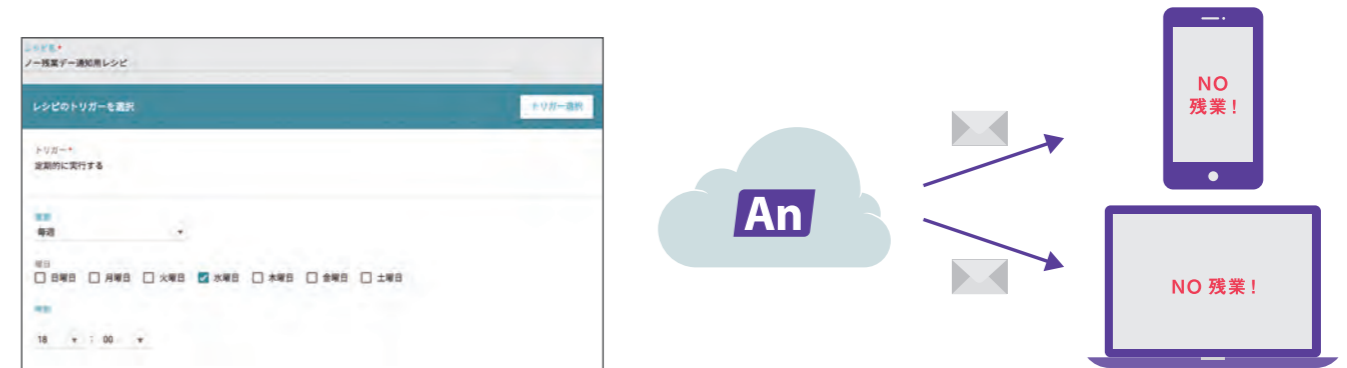 レシピ名*
ノー残業デー通知用レシピ
レシピのトリガーを選択
トリガー選択
トリガー*
定期的に実行する
毎週
曜日
日曜日 月曜日 火曜日 水曜日 木曜日 金曜日 土曜日
時刻
18 : 00
An
NO
残業!
NO 残業!